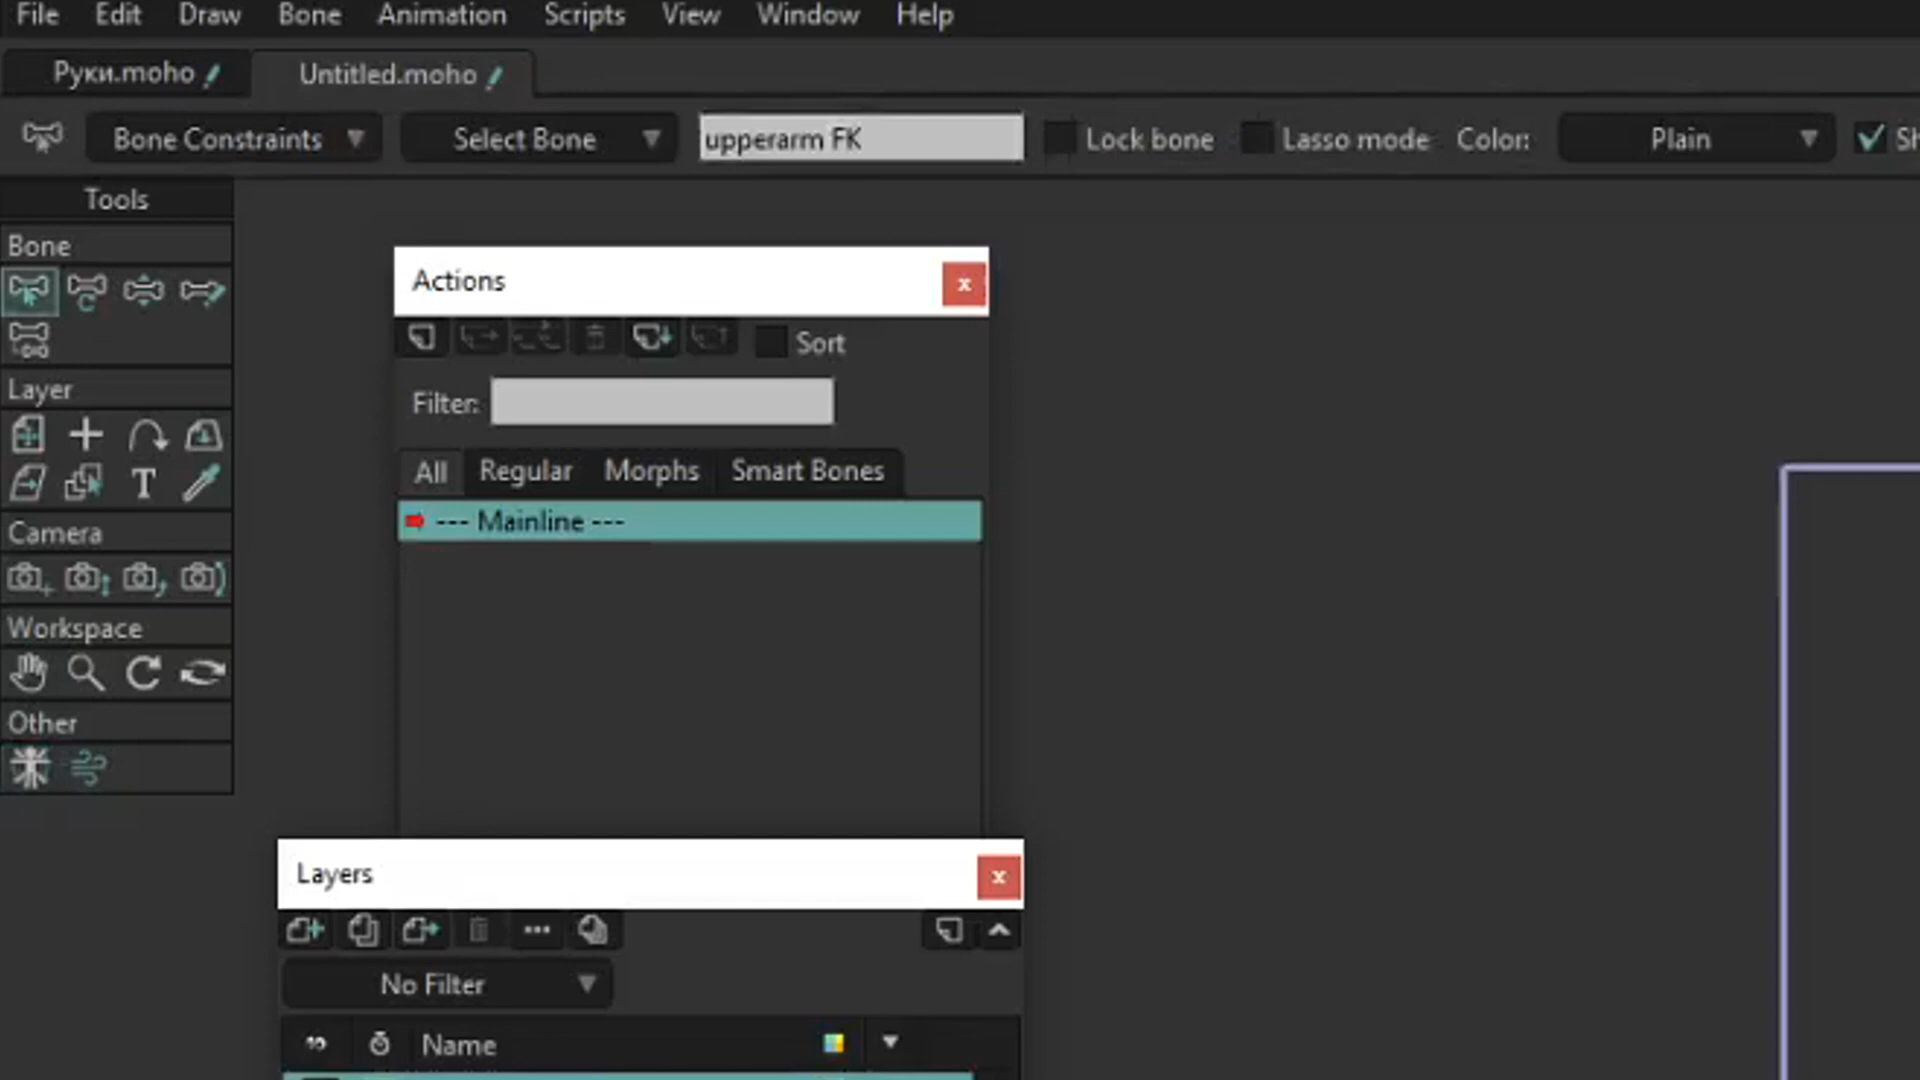 File Edit Draw Bone Animation Scripts View Window Help
Руки.moho Untitled.moho
Bone Constraints Select Bone upperarm FK Lock bone Lasso mode Color: Plain Sh
Tools
Bone
Layer
Camera
Workspace
Other
Actions
Sort
Filter:
All Regular Morphs Smart Bones
--- Mainline ---
Layers
No Filter
Name